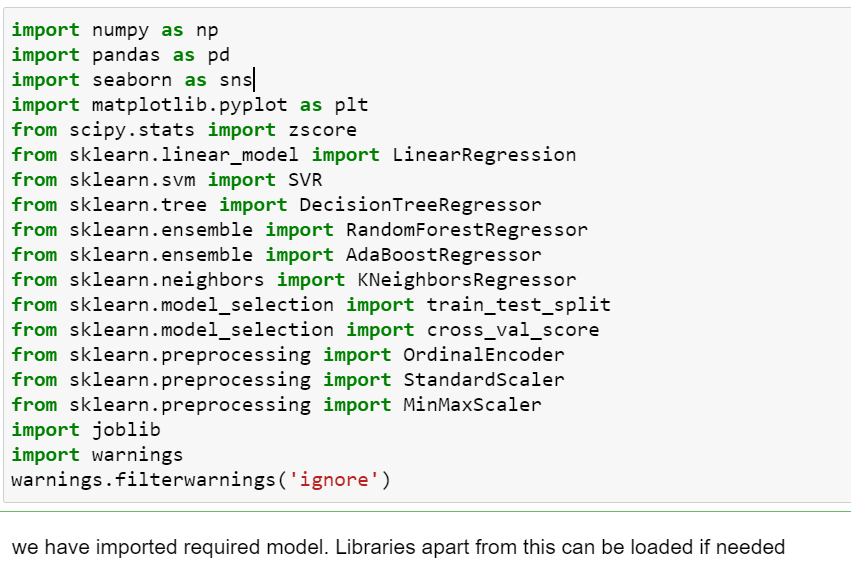 import numpy as np
import pandas as pd
import seaborn as sns
import matplotlib.pyplot as plt
from scipy.stats import zscore
from sklearn.linear_model import LinearRegression
from sklearn.svm import SVR
from sklearn.tree import DecisionTreeRegressor
from sklearn.ensemble import RandomForestRegressor
from sklearn.ensemble import AdaBoostRegressor
from sklearn.neighbors import KNeighborsRegressor
from sklearn.model_selection import train_test_split
from sklearn.model_selection import cross_val_score
from sklearn.preprocessing import OrdinalEncoder
from sklearn.preprocessing import StandardScaler
from sklearn.preprocessing import MinMaxScaler
import joblib
import warnings
warnings.filterwarnings('ignore')
we have imported required model. Libraries apart from this can be loaded if needed